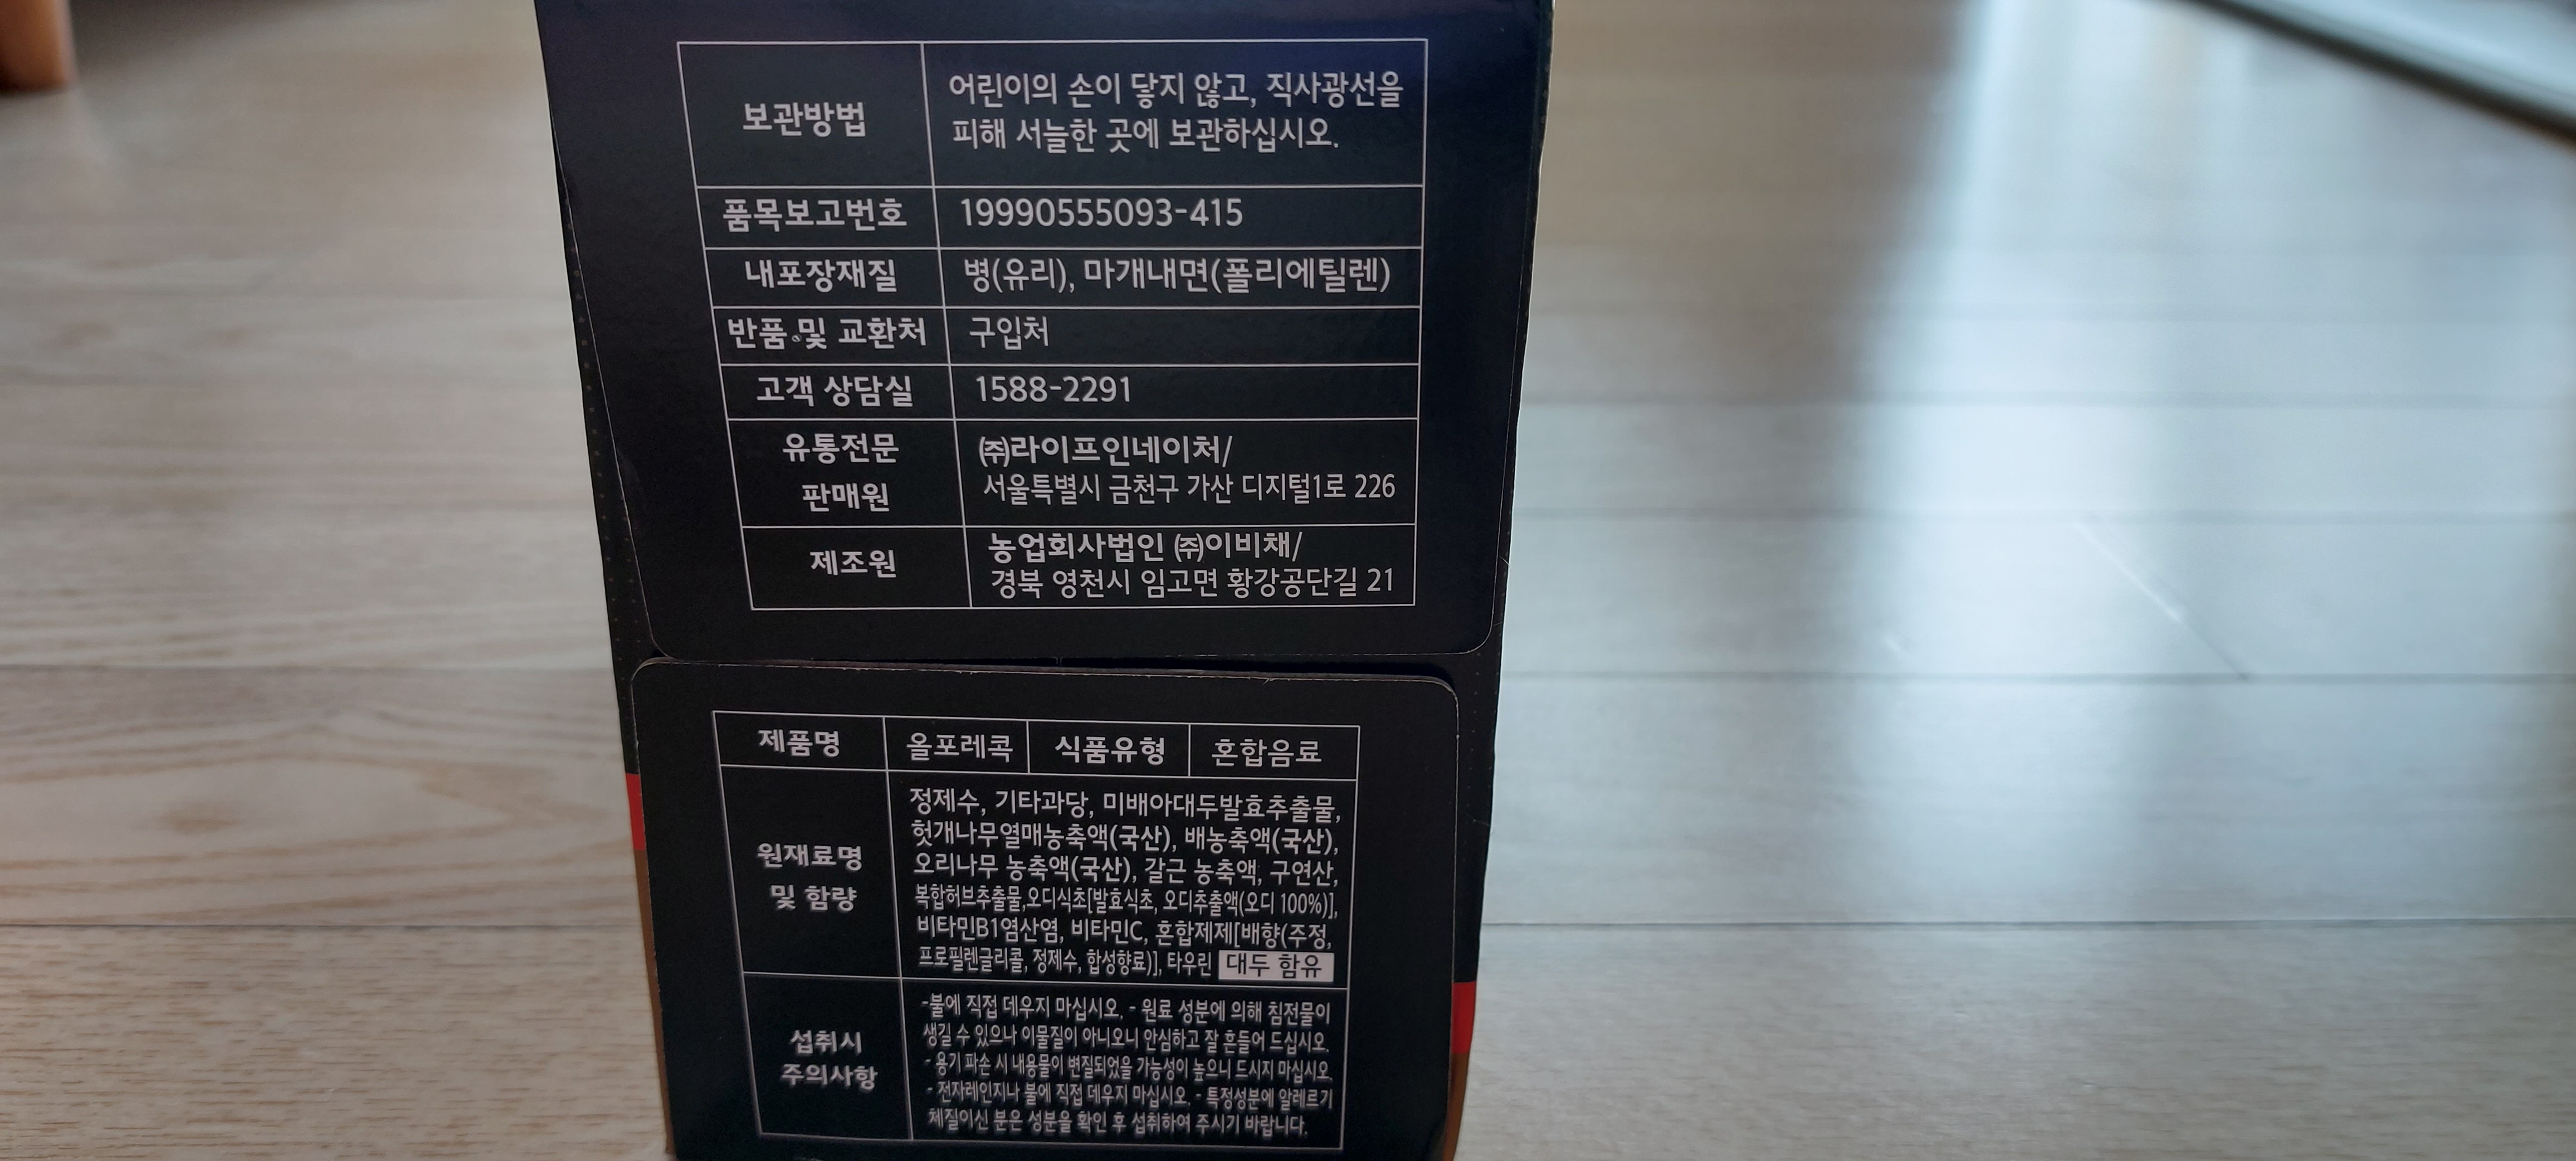 보관방법
어린이의 손이 닿지 않고, 직사광선을
피해 서늘한 곳에 보관하십시오.
품목보고번호 19990555093-415
내포장재질 병(유리), 마개내면(폴리에틸렌)
반품 및 교환처 구입처
고객 상담실 1588-2291
유통전문
판매원
㈜라이프인네이처/
서울특별시 금천구 가산 디지털1로 226
제조원
농업회사법인 ㈜이비채/
경북 영천시 임고면 황강공단길 21
제품명 올포레콕 식품유형 혼합음료
원재료명
및 함량
정제수, 기타과당, 미배아대두발효추출물,
헛개나무열매농축액(국산), 배농축액(국산),
오리나무 농축액(국산), 갈근 농축액, 구연산,
복합허브추출물,오디식초[발효식초, 오디추출액(오디 100%)],
비타민B1염산염, 비타민C, 혼합제제[배향(주정,
프로필렌글리콜, 정제수, 합성향료)], 타우린 대두 함유
섭취시
주의사항
-불에 직접 데우지 마십시오. - 원료 성분에 의해 침전물이
생길 수 있으나 이물질이 아니오니 안심하고 잘 흔들어 드십시오.
- 용기 파손 시 내용물이 변질되었을 가능성이 높으니 드시지 마십시오.
- 전자레인지나 불에 직접 데우지 마십시오. - 특정성분에 알레르기
체질이신 분은 성분을 확인 후 섭취하여 주시기 바랍니다.